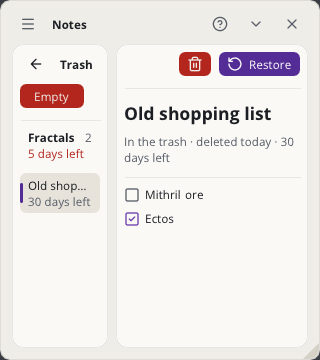 Notes
Trash
Empty
Fractals 2
5 days left
Old shop...
30 days left
Restore
Old shopping list
In the trash · deleted today · 30
days left
Mithril ore
Ectos